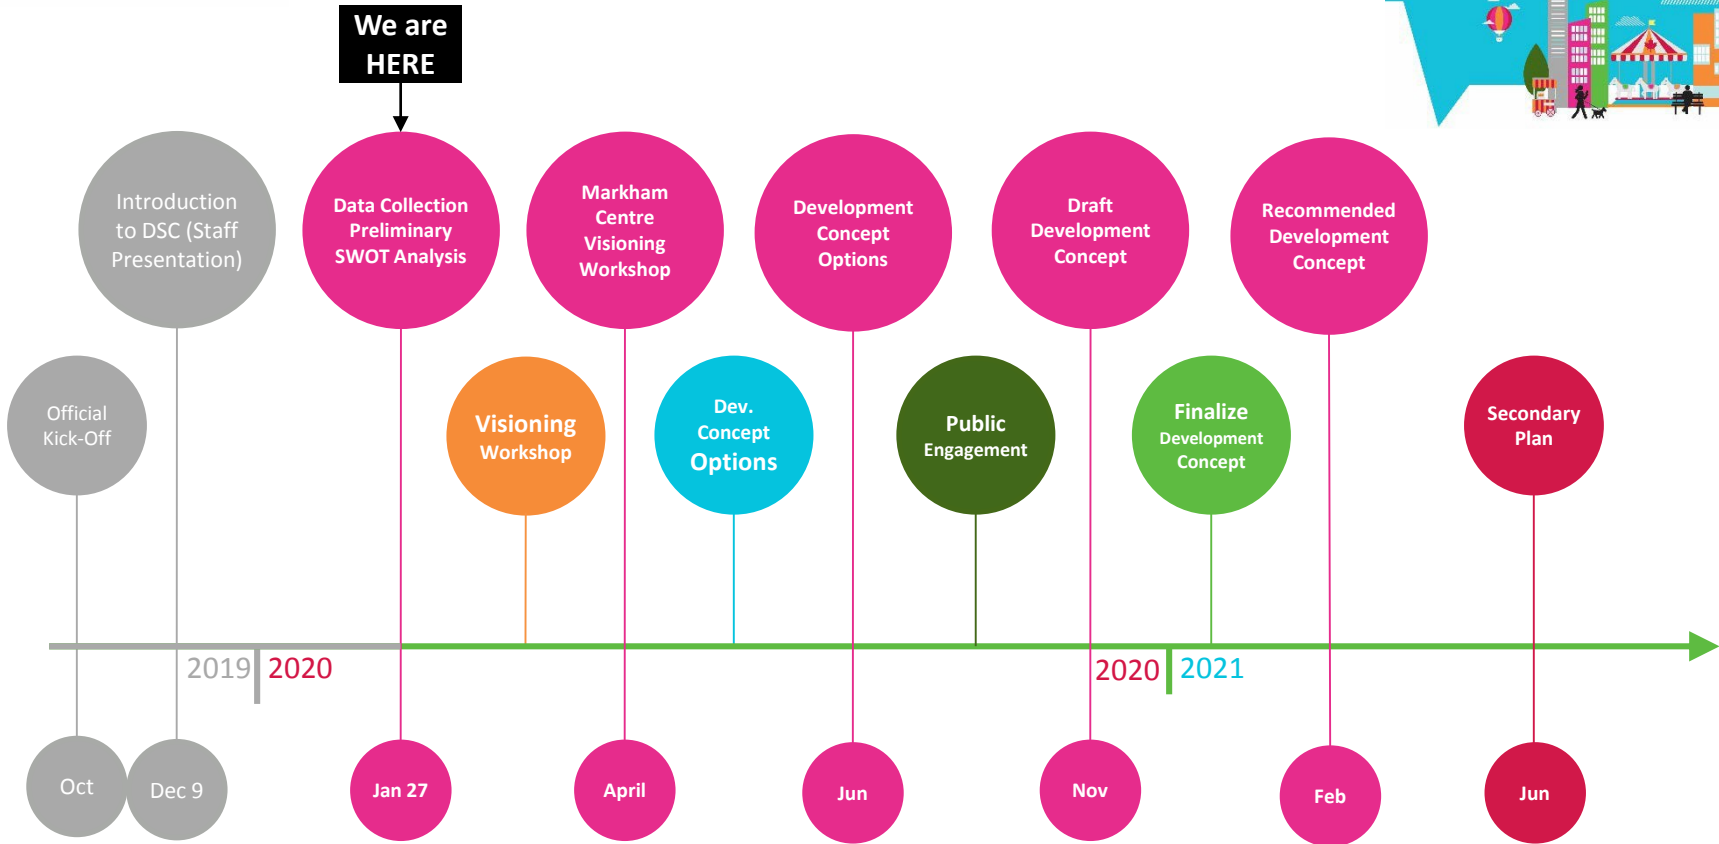 We are
HERE
Introduction
to DSC (Staff
Presentation)
Data Collection
Preliminary
SWOT Analysis
Markham
Centre
Visioning
Workshop
Development
Concept
Options
Draft
Development
Concept
Recommended
Development
Concept
Official
Kick-Off
Visioning
Workshop
Dev.
Concept
Options
Public
Engagement
Finalize
Development
Concept
Secondary
Plan
2019 2020
2020 2021
Oct
Dec 9
Jan 27
April
Jun
Nov
Feb
Jun